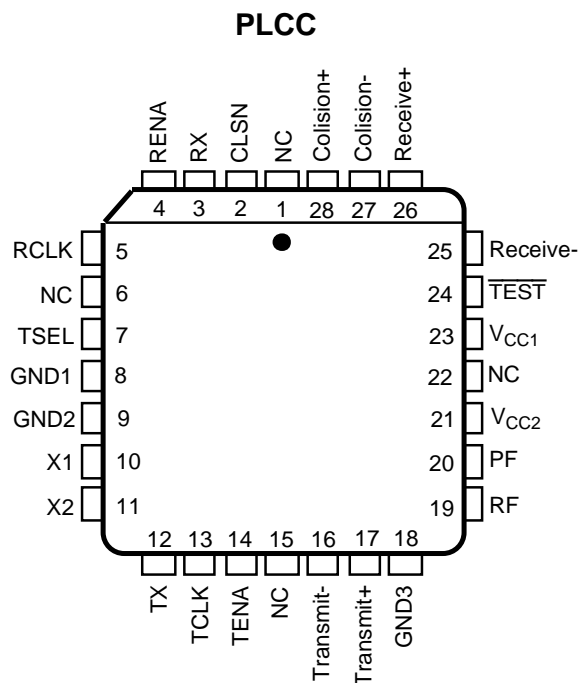 PLCC
RENA
RX
CLSN
NC
Colision+
Colision-
Receive+
4 3 2 1 28 27 26
RCLK 5
NC 6
TSEL 7
GND1 8
GND2 9
X1 10
X2 11
25 Receive-
24 TEST
23 VCC1
22 NC
21 VCC2
20 PF
19 RF
12 13 14 15 16 17 18
TX
TCLK
TENA
NC
Transmit-
Transmit+
GND3